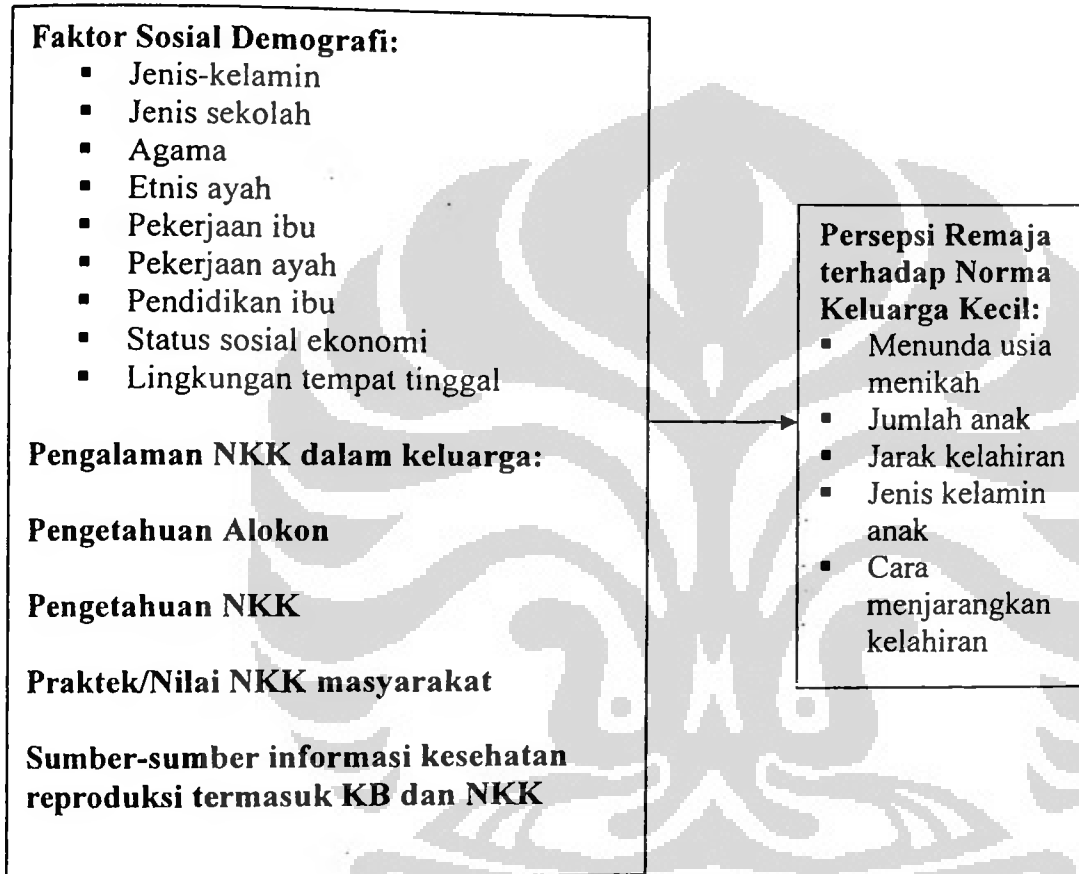 Faktor Sosial Demografi:
▪ Jenis-kelamin
▪ Jenis sekolah
▪ Agama
▪ Etnis ayah
▪ Pekerjaan ibu
▪ Pekerjaan ayah
▪ Pendidikan ibu
▪ Status sosial ekonomi
▪ Lingkungan tempat tinggal
Pengalaman NKK dalam keluarga:
Pengetahuan Alokon
Pengetahuan NKK
Praktek/Nilai NKK masyarakat
Sumber-sumber informasi kesehatan
reproduksi termasuk KB dan NKK
Persepsi Remaja
terhadap Norma
Keluarga Kecil:
▪ Menunda usia
menikah
▪ Jumlah anak
▪ Jarak kelahiran
▪ Jenis kelamin
anak
▪ Cara
menjarangkan
kelahiran